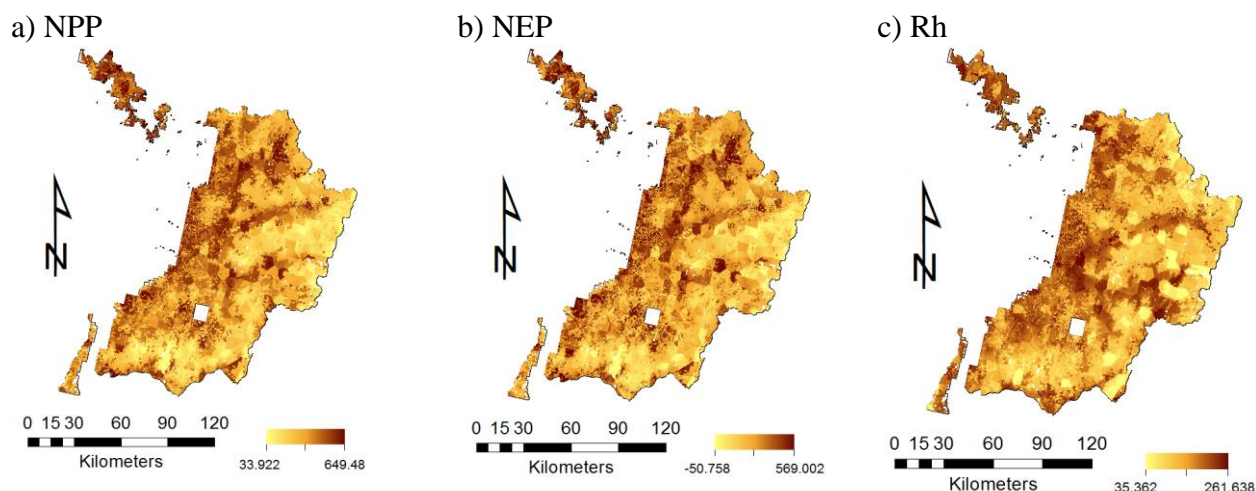 a) NPP
b) NEP
c) Rh
N
N
N
0 15 30 60 90 120
Kilometers
33.922 649.48
0 15 30 60 90 120
Kilometers
-50.758 569.002
0 15 30 60 90 120
Kilometers
35.362 261.638